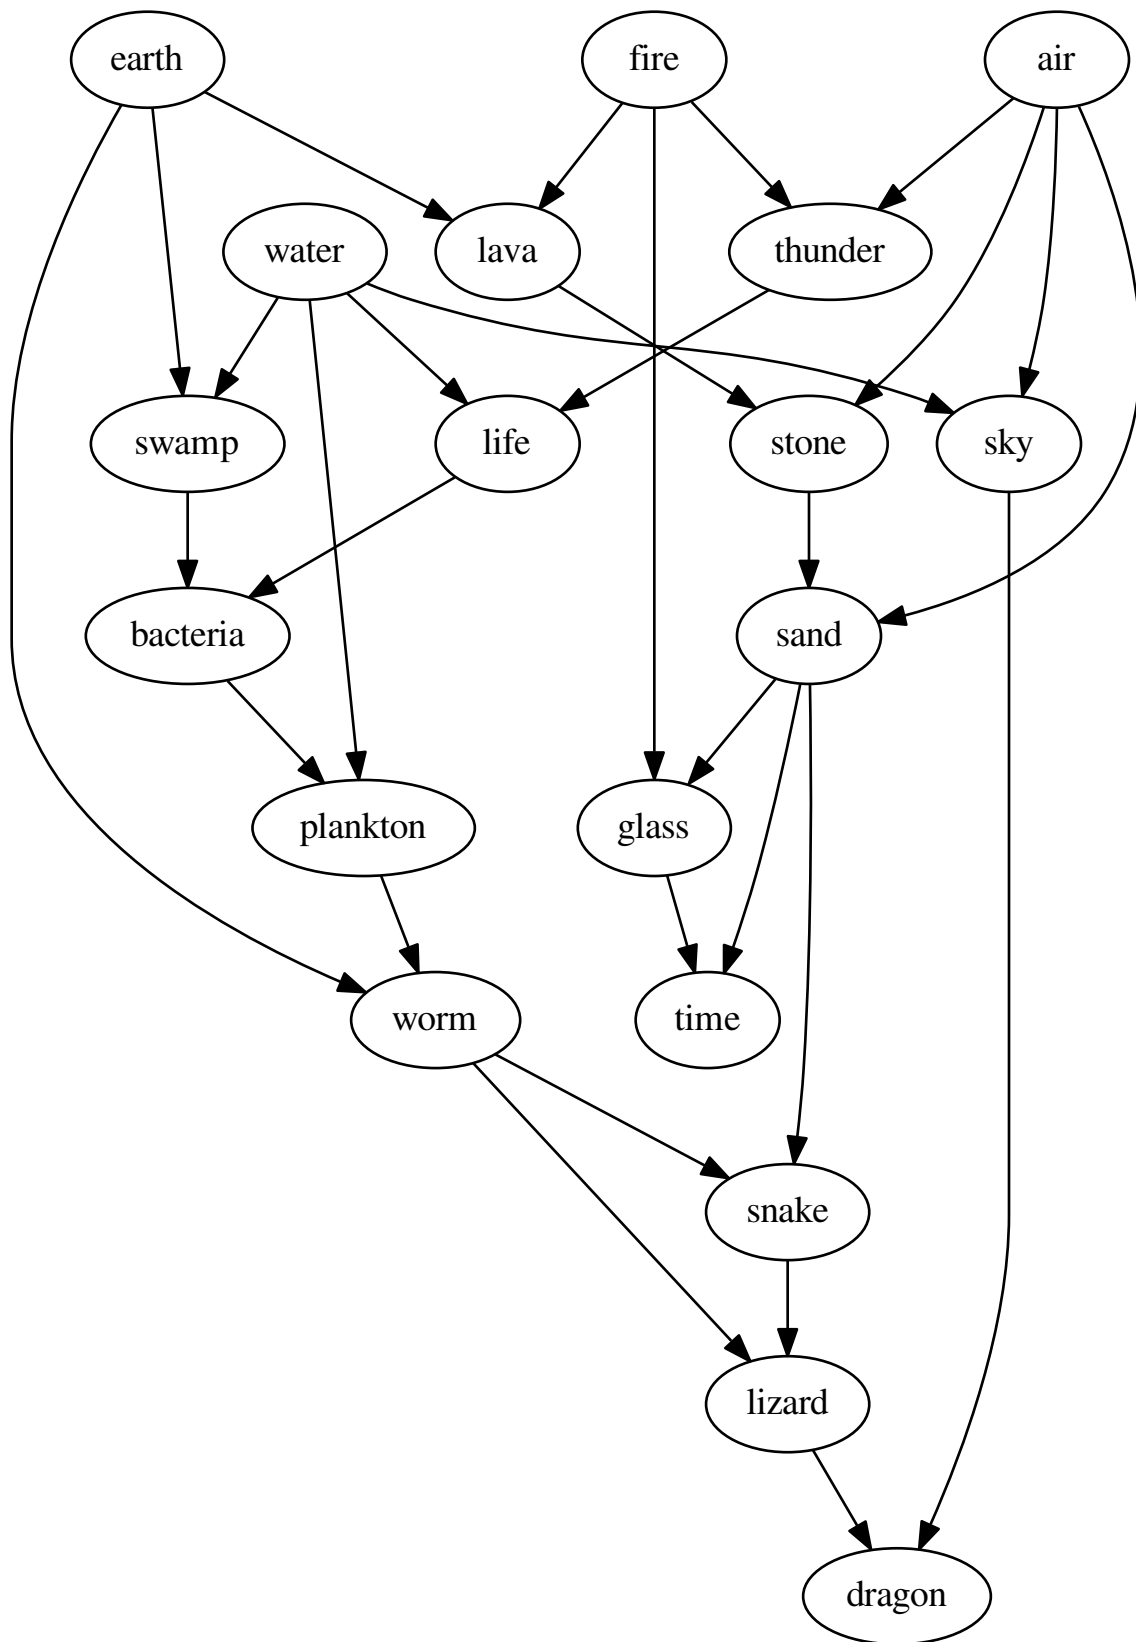 earth
fire
air
water
lava
thunder
swamp
life
stone
sky
bacteria
sand
plankton
glass
worm
time
snake
lizard
dragon